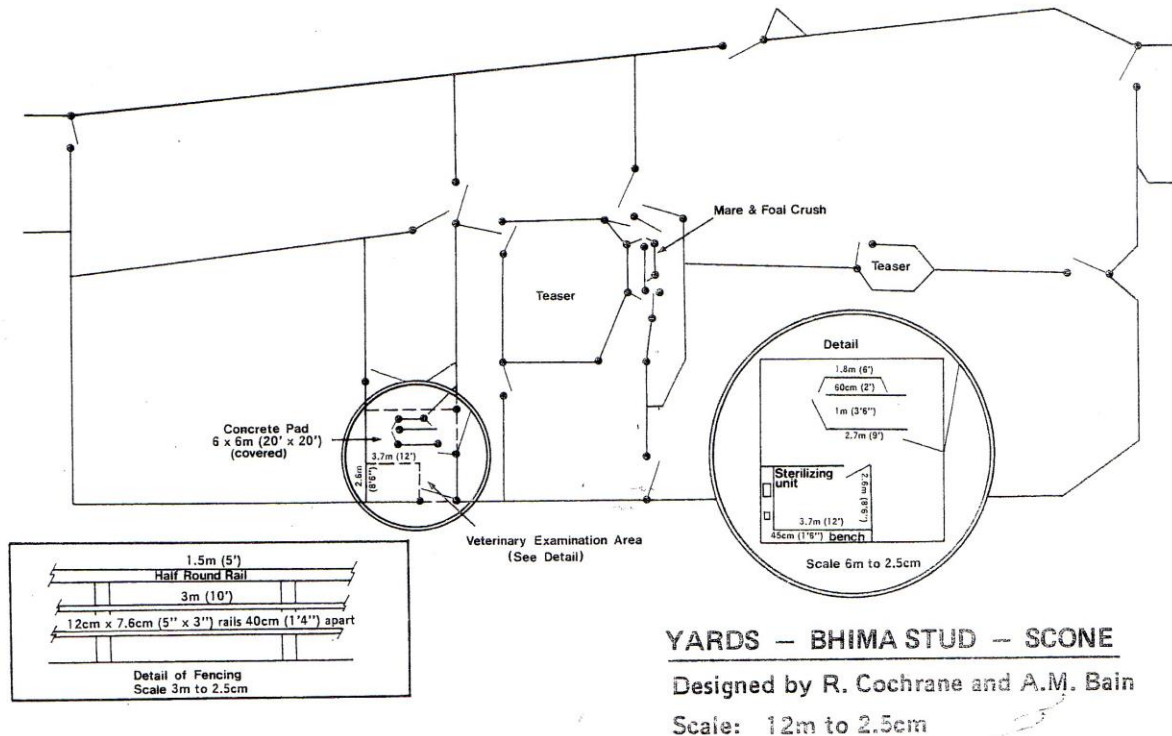 Mare & Foal Crush
Teaser
Teaser
Concrete Pad
6 x 6m (20' x 20')
(covered)
3.7m (12')
2.6m
(8'6'')
Veterinary Examination Area
(See Detail)
Detail
1.8m (6')
60cm (2')
1m (3'6'')
2.7m (9')
Sterilizing
unit
2.6m (8'6'')
3.7m (12')
45cm (1'6'') bench
Scale 6m to 2.5cm
1.5m (5')
Half Round Rail
3m (10')
12cm x 7.6cm (5'' x 3'') rails 40cm (1'4'') apart
Detail of Fencing
Scale 3m to 2.5cm
YARDS – BHIMA STUD – SCONE
Designed by R. Cochrane and A.M. Bain
Scale: 12m to 2.5cm